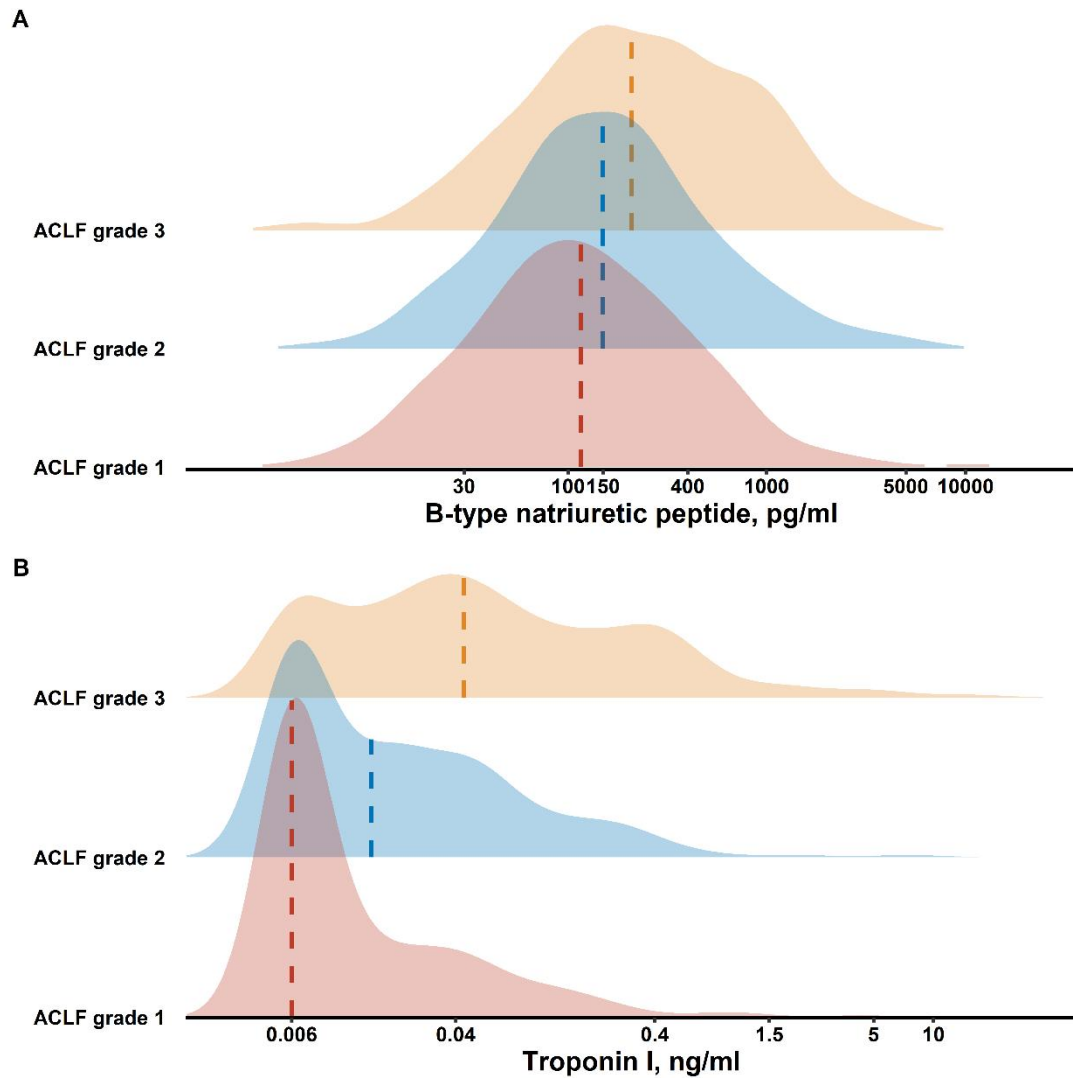 A
ACLF grade 3
ACLF grade 2
ACLF grade 1
30 100 150 400 1000 5000 10000
B-type natriuretic peptide, pg/ml
B
ACLF grade 3
ACLF grade 2
ACLF grade 1
0.006 0.04 0.4 1.5 5 10
Troponin I, ng/ml